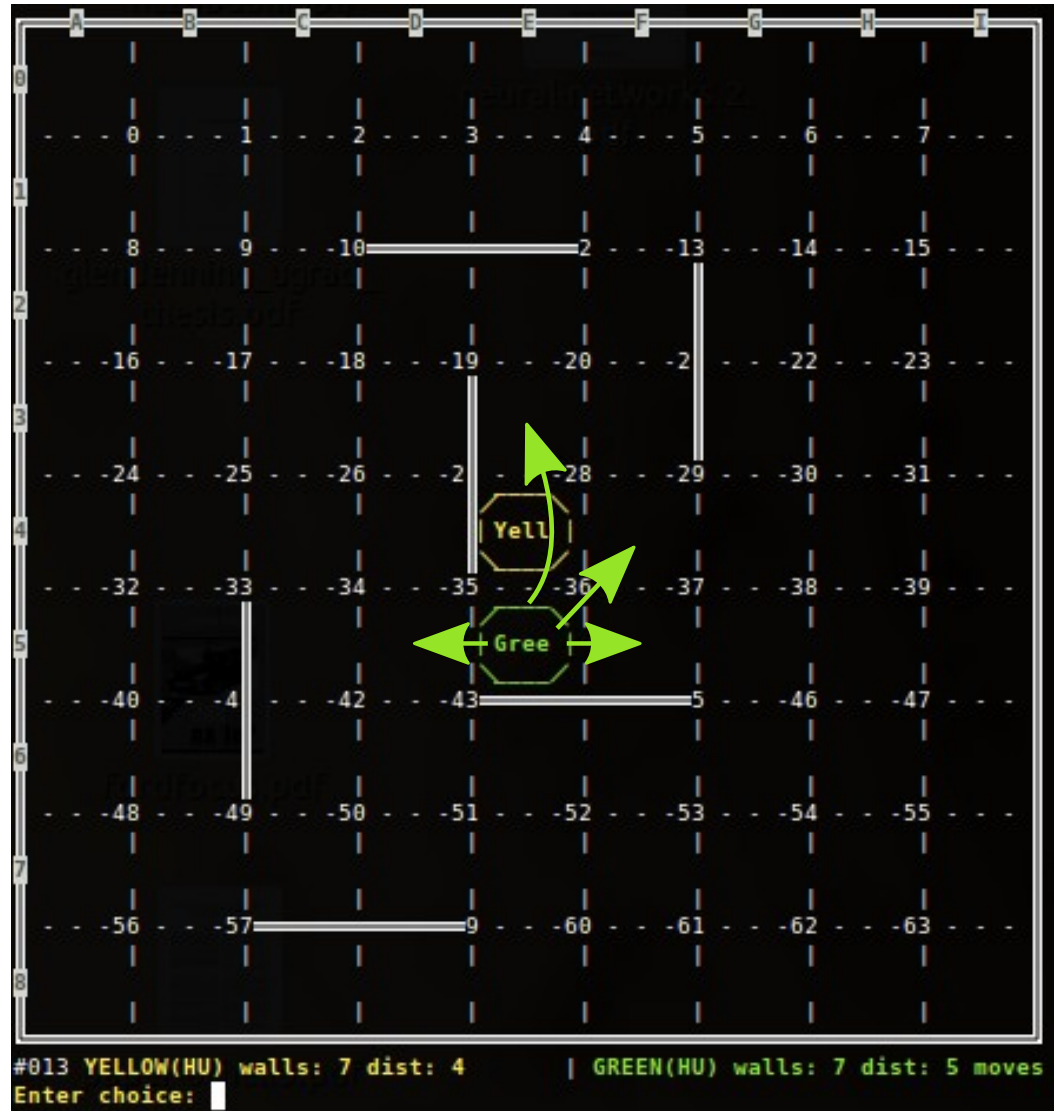 A B C D E F G H I
0
- - - 0 - - - 1 - - - 2 - - - 3 - - - 4 - - - 5 - - - 6 - - - 7 - - -
1
- - - 8 - - - 9 - - -10 2 - - -13 - - -14 - - -15 - - -
2
- - -16 - - -17 - - -18 - - -19 - - -20 - - -2 - - -22 - - -23 - - -
3
- - -24 - - -25 - - -26 - - -2 -28 - - -29 - - -30 - - -31 - - -
4 Yell
- - -32 - - -33 - - -34 - - -35 - - -36 - - -37 - - -38 - - -39 - - -
5 Gree
- - -40 - - -4 - - -42 - - -43 5 - - -46 - - -47 - - -
6
- - -48 - - -49 - - -50 - - -51 - - -52 - - -53 - - -54 - - -55 - - -
7
- - -56 - - -57 9 - - -60 - - -61 - - -62 - - -63 - - -
8
#013 YELLOW(HU) walls: 7 dist: 4 | GREEN(HU) walls: 7 dist: 5 moves
Enter choice: